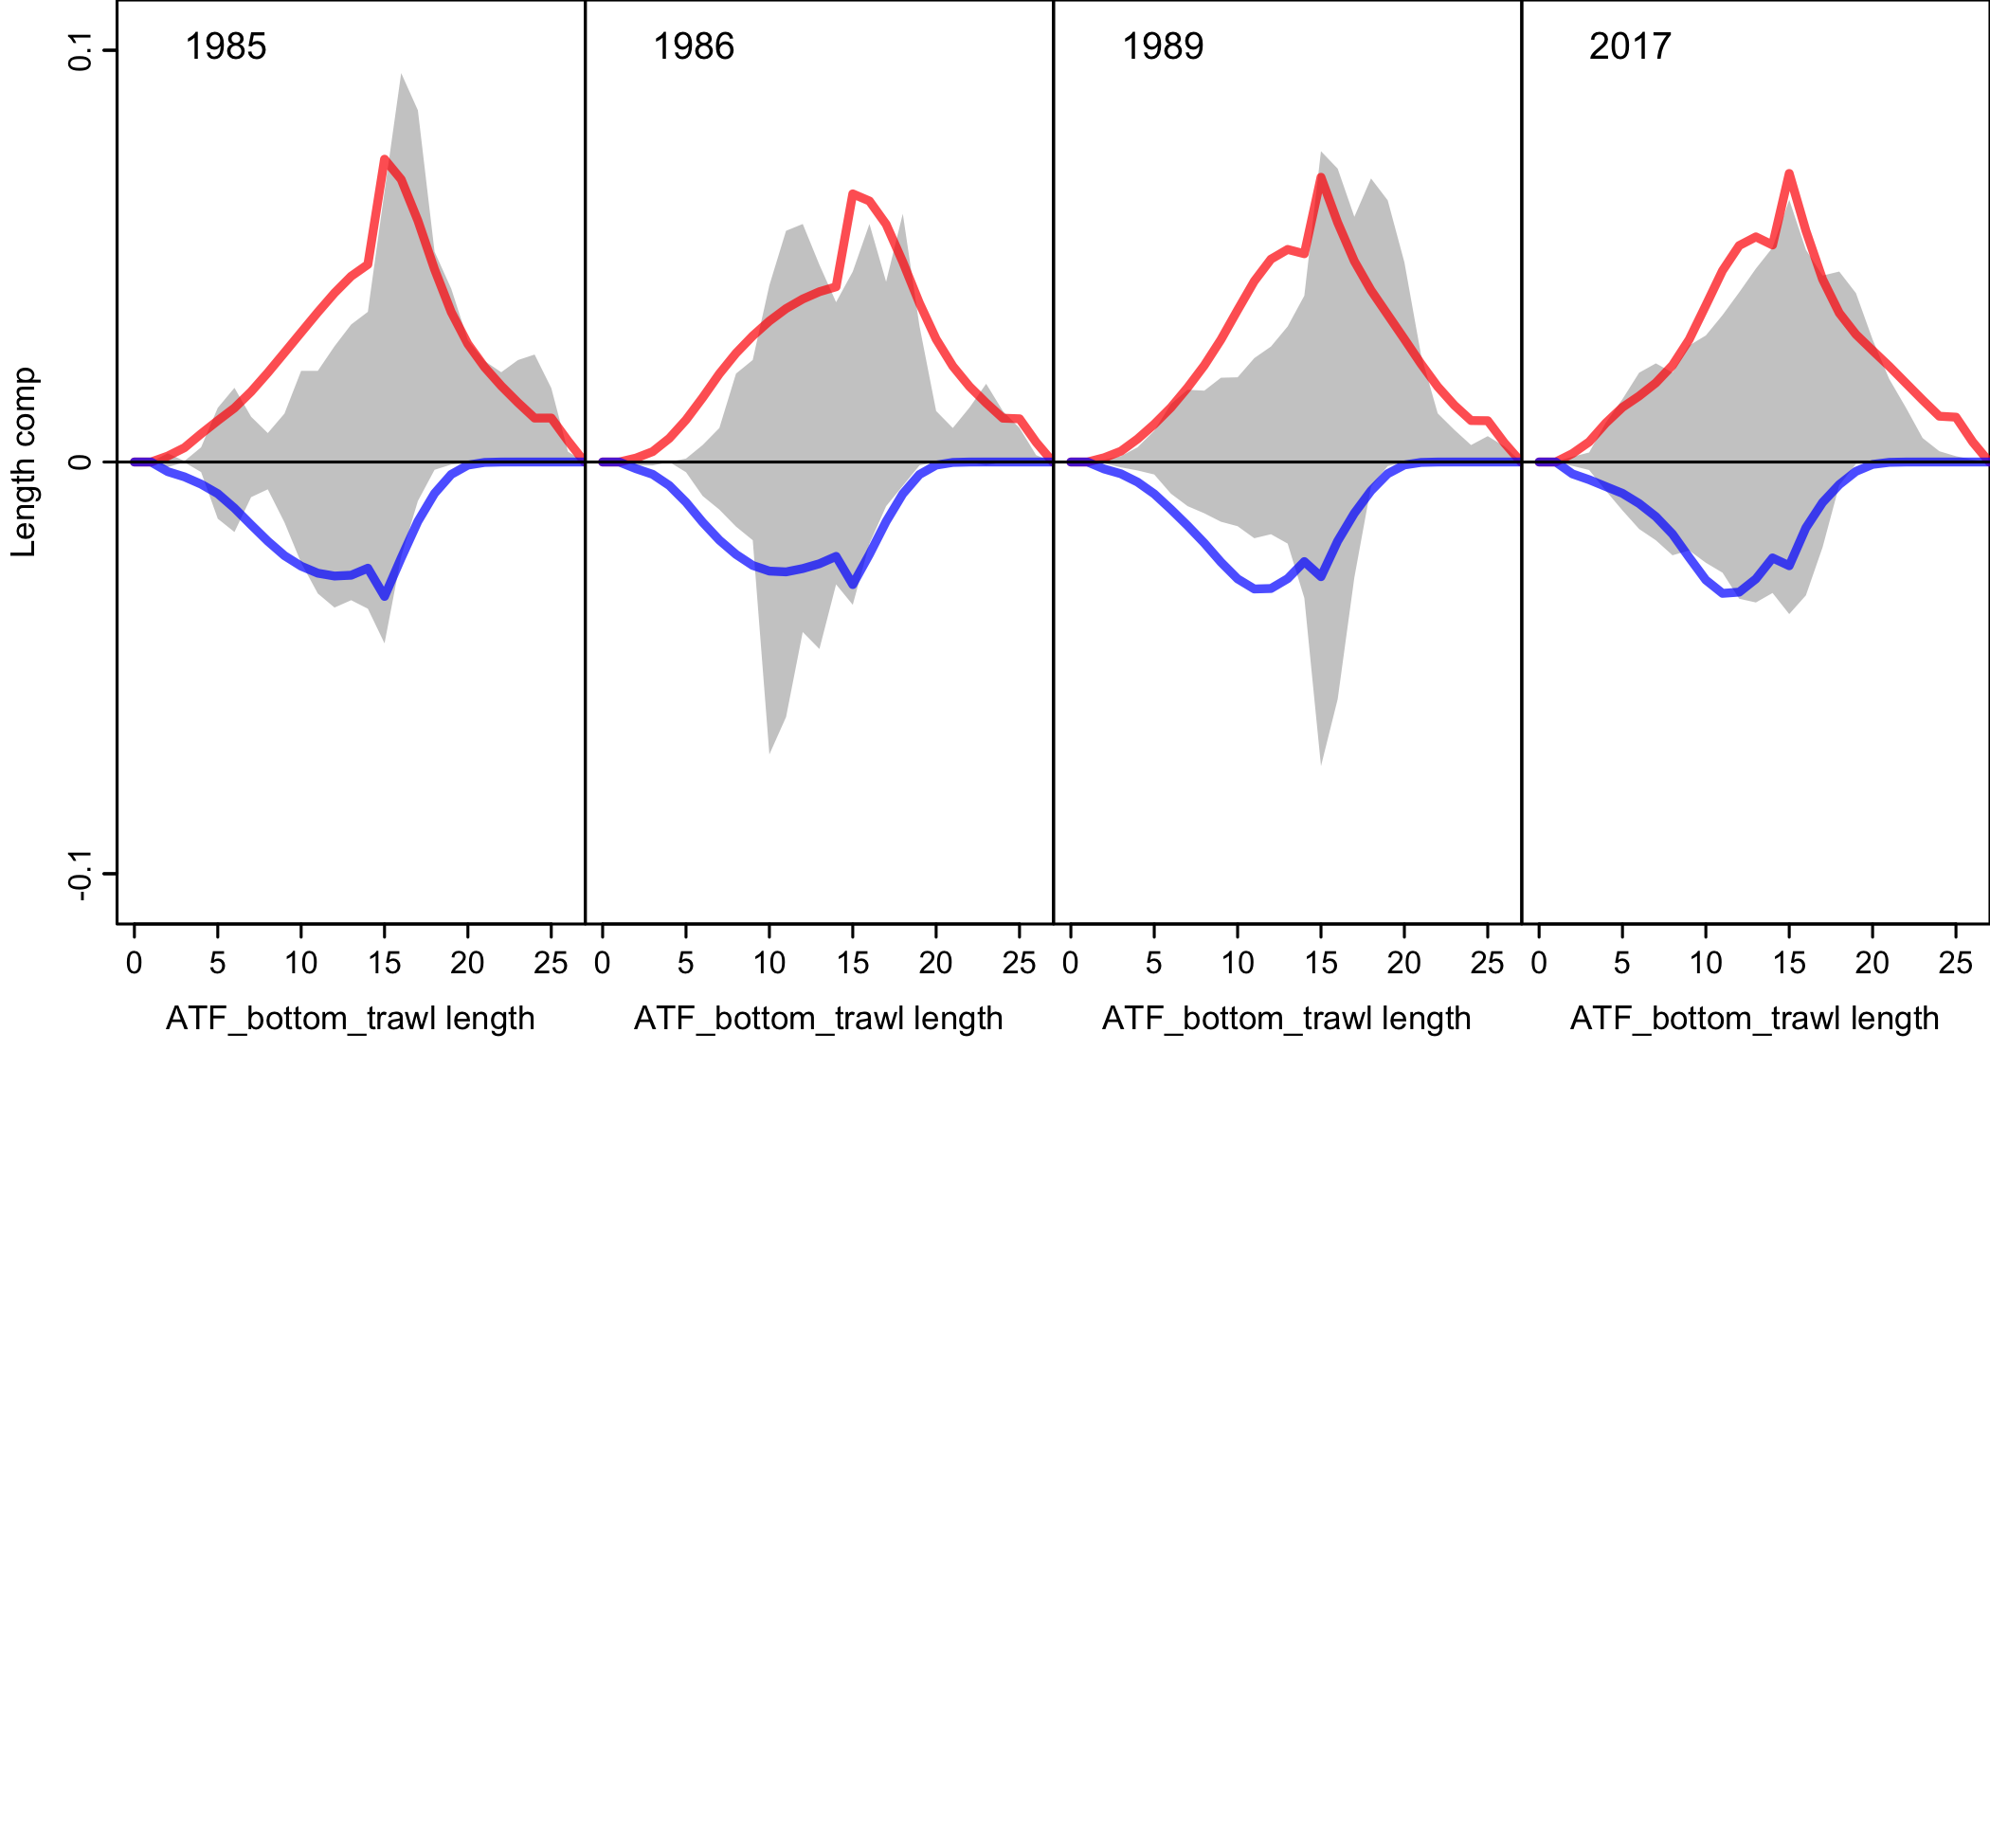 1985 1986 1989 2017
0.1
0
-0.1
Length comp
0 5 10 15 20 25 0 5 10 15 20 25 0 5 10 15 20 25 0 5 10 15 20 25
ATF_bottom_trawl length ATF_bottom_trawl length ATF_bottom_trawl length ATF_bottom_trawl length